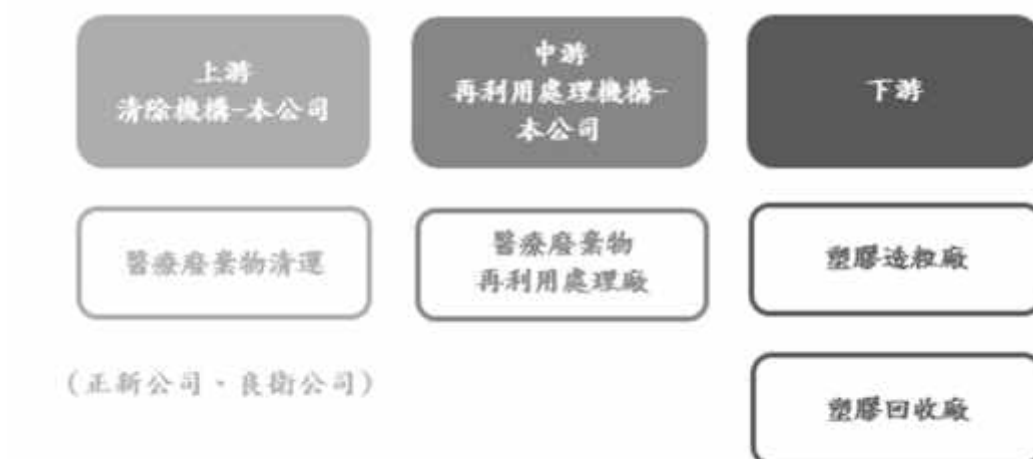 上游
清除機構-本公司
中游
再利用處理機構-
本公司
下游
醫療廢棄物清運
醫療廢棄物
再利用處理廠
塑膠造粒廠
(正新公司、良衛公司)
塑膠回收廠